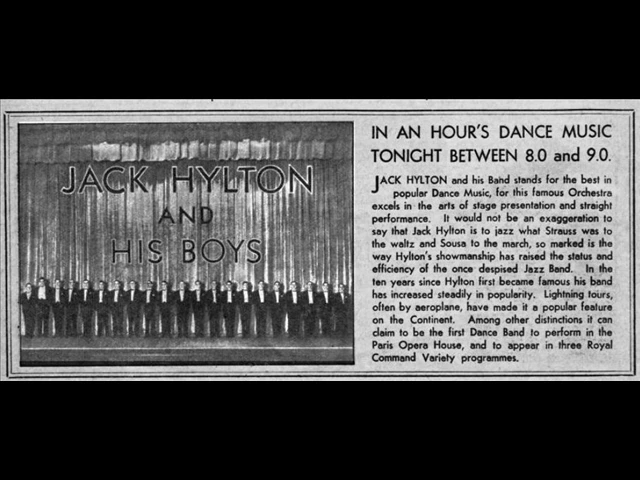 JACK HYLTON
AND
HIS BOYS
IN AN HOUR'S DANCE MUSIC
TONIGHT BETWEEN 8.0 and 9.0.
JACK HYLTON and his Band stands for the best in
popular Dance Music, for this famous Orchestra
excels in the arts of stage presentation and straight
performance. It would not be an exaggeration to
say that Jack Hylton is to jazz what Strauss was to
the waltz and Sousa to the march, so marked is the
way Hylton's showmanship has raised the status and
efficiency of the once despised Jazz Band. In the
ten years since Hylton first became famous his band
has increased steadily in popularity. Lightning tours,
often by aeroplane, have made it a popular feature
on the Continent. Among other distinctions it can
claim to be the first Dance Band to perform in the
Paris Opera House, and to appear in three Royal
Command Variety programmes.